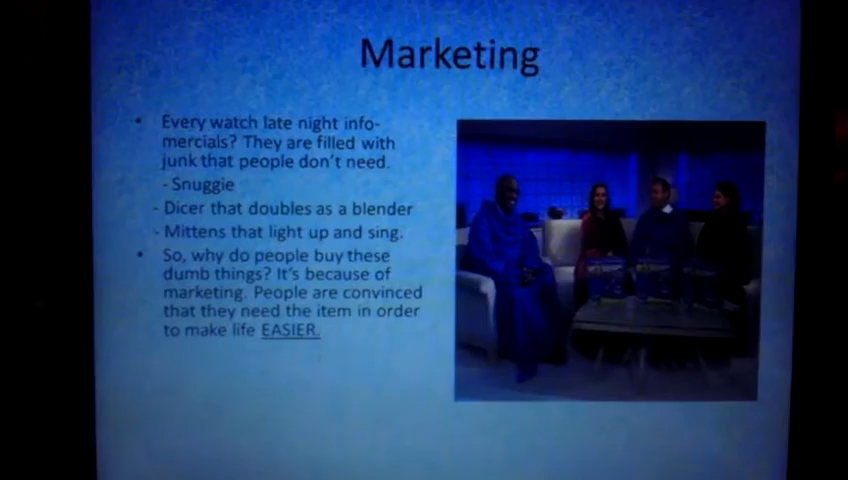 Marketing
• Every watch late night info-
mercials? They are filled with
junk that people don't need.
- Snuggie
- Dicer that doubles as a blender
- Mittens that light up and sing.
• So, why do people buy these
dumb things? It's because of
marketing. People are convinced
that they need the item in order
to make life EASIER.